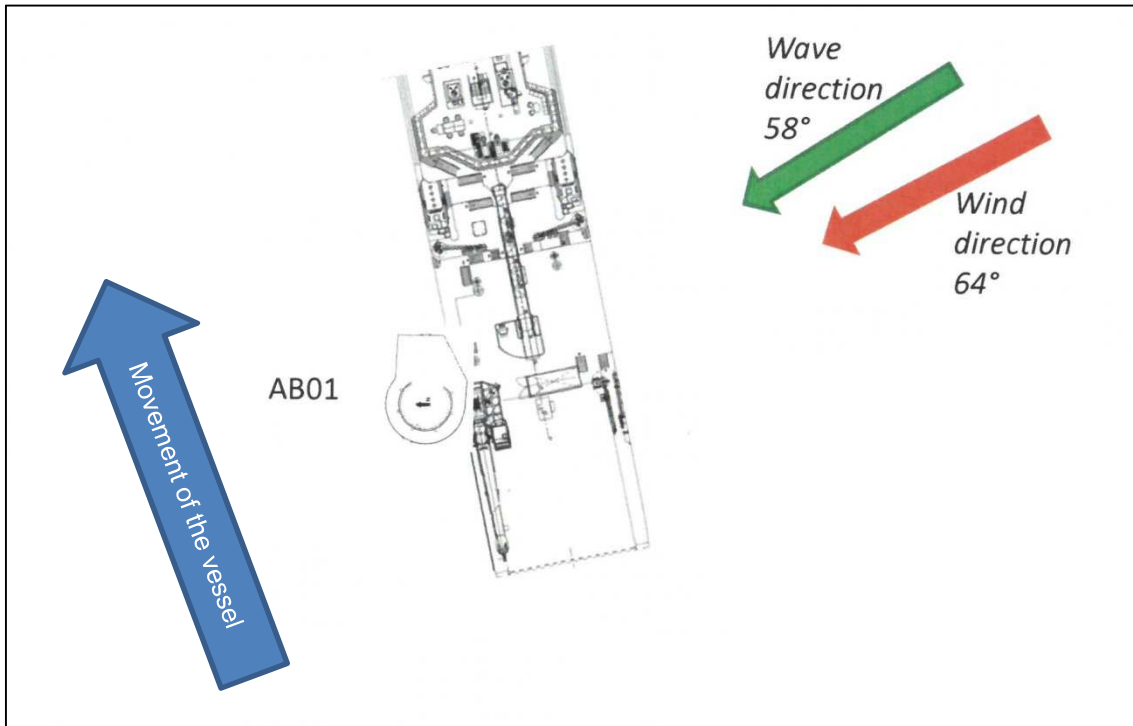 Wave
direction
58°
Wind
direction
64°
AB01
Movement of the vessel